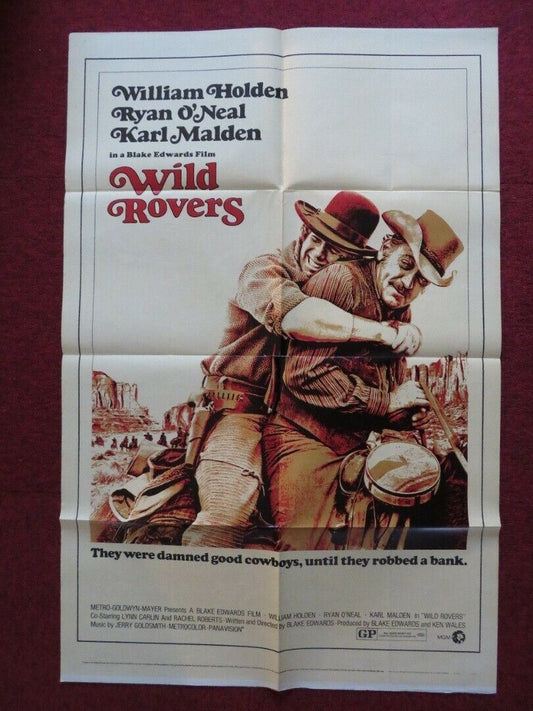 William Holden
Ryan O'Neal
Karl Malden
in a Blake Edwards Film
Wild
Rovers
They were damned good cowboys, until they robbed a bank.
METRO-GOLDWYN-MAYER Presents A BLAKE EDWARDS FILM · WILLIAM HOLDEN · RYAN O'NEAL · KARL MALDEN in "WILD ROVERS"
Co-Starring LYNN CARLIN And RACHEL ROBERTS · Written and Directed by BLAKE EDWARDS · Produced by BLAKE EDWARDS and KEN WALES
Music by JERRY GOLDSMITH · METROCOLOR · PANAVISION®
GP
MGM